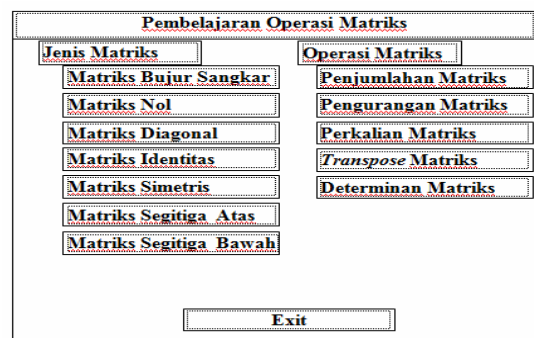 Pembelajaran Operasi Matriks
Jenis Matriks
Matriks Bujur Sangkar
Matriks Nol
Matriks Diagonal
Matriks Identitas
Matriks Simetris
Matriks Segitiga Atas
Matriks Segitiga Bawah
Operasi Matriks
Penjumlahan Matriks
Pengurangan Matriks
Perkalian Matriks
Transpose Matriks
Determinan Matriks
Exit